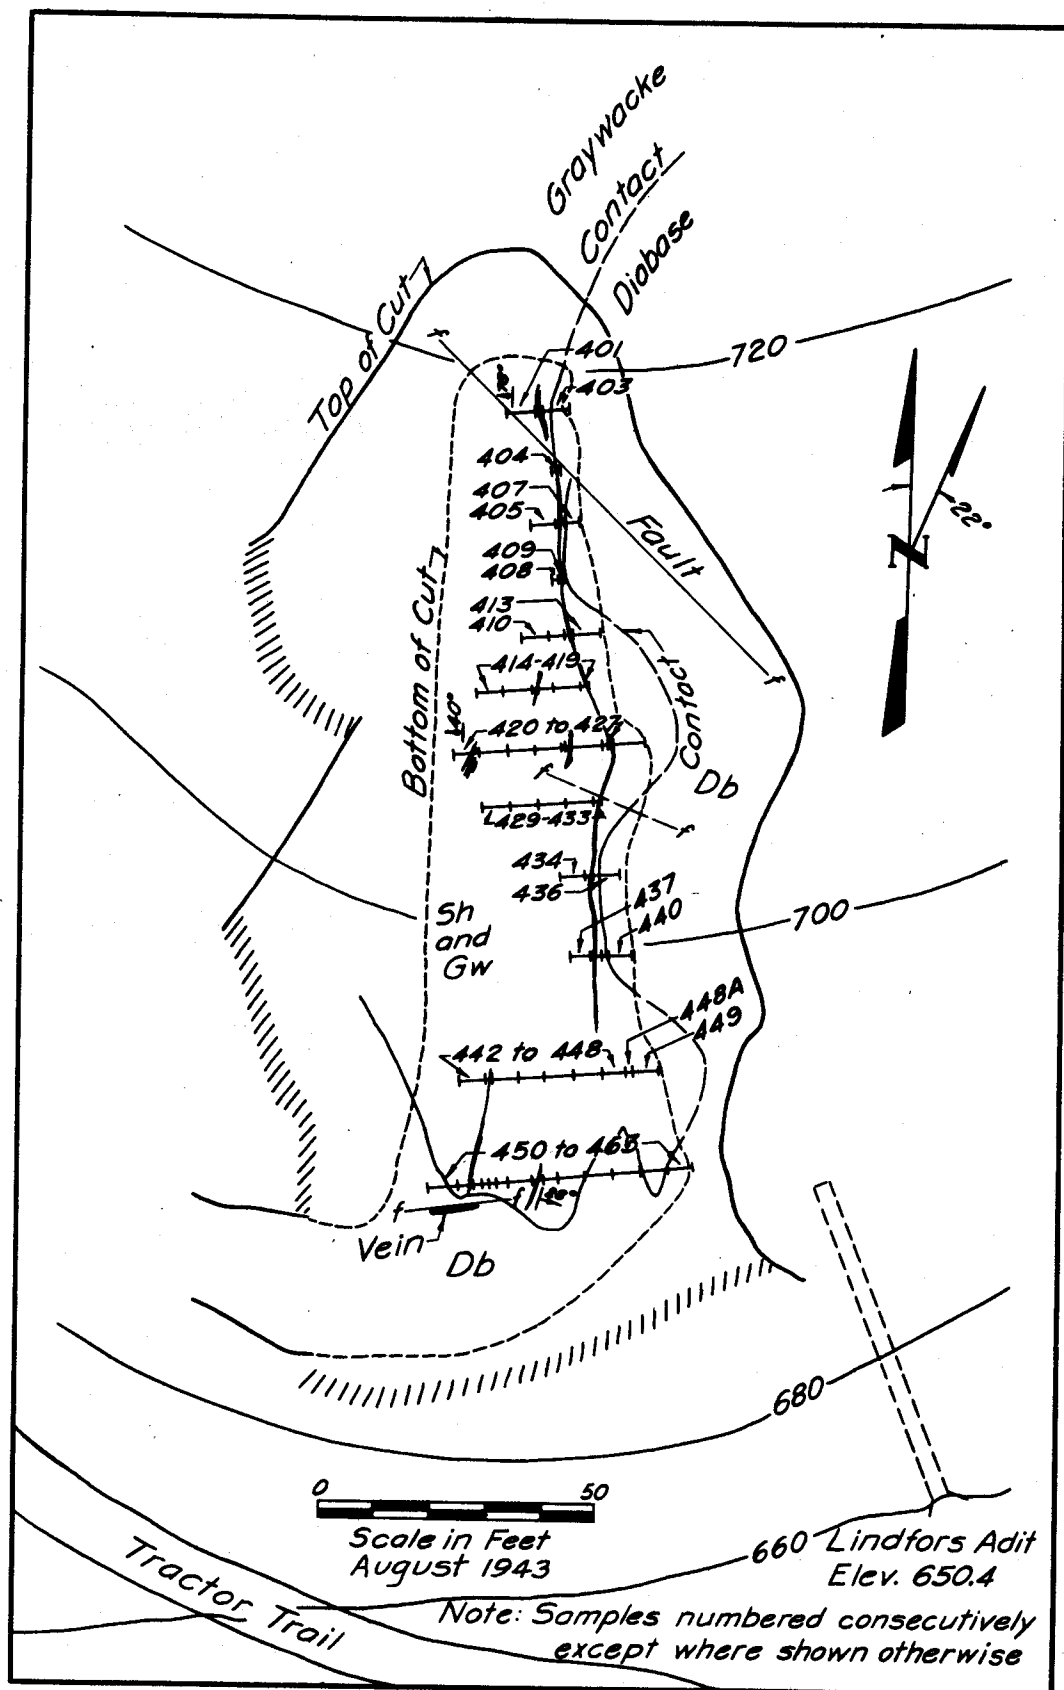 Graywacke
Contact
Diabase
Top of Cut
f
401
720
70°
403
404
407
405
Fault
22°
N
409
408
413
410
414-419
f
Contact
Bottom of Cut
40°
420 to 427
f
Db
429-433A
f
434
436
437
440
700
Sh
and
Gw
448A
449
442 to 448
450 to 463
f
f
Vein
Db
680
0 50
Scale in Feet
August 1943
660
Lindfors Adit
Elev. 650.4
Tractor Trail
Note: Samples numbered consecutively
except where shown otherwise